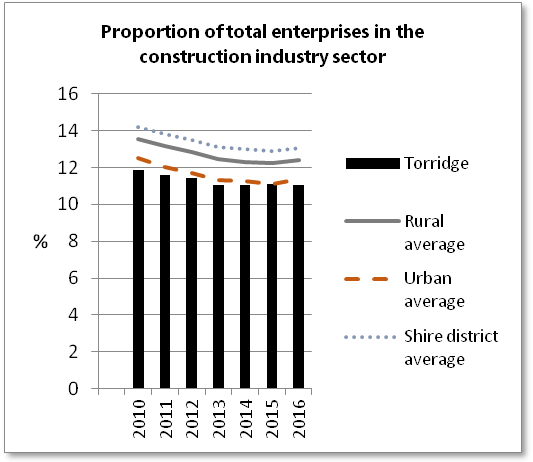 Proportion of total enterprises in the
construction industry sector
16
14
12
10
8
6
4
2
0
%
2010
2011
2012
2013
2014
2015
2016
Torridge
Rural
average
Urban
average
Shire district
average